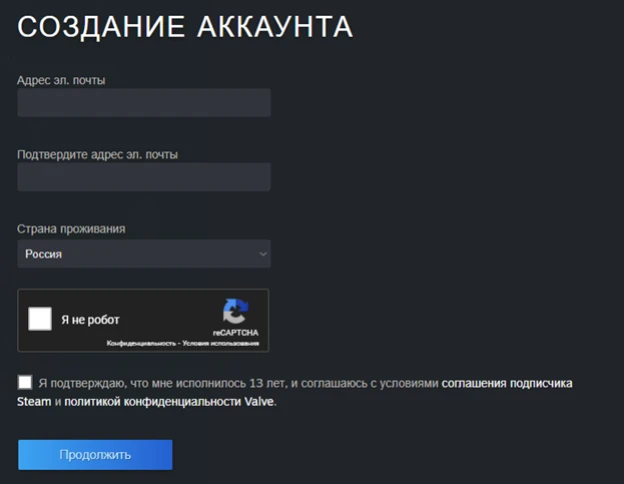 СОЗДАНИЕ АККАУНТА
Адрес эл. почты
Подтвердите адрес эл. почты
Страна проживания
Россия
Я не робот
reCAPTCHA
Конфиденциальность - Условия использования
Я подтверждаю, что мне исполнилось 13 лет, и соглашаюсь с условиями соглашения подписчика
Steam и политикой конфиденциальности Valve.
Продолжить